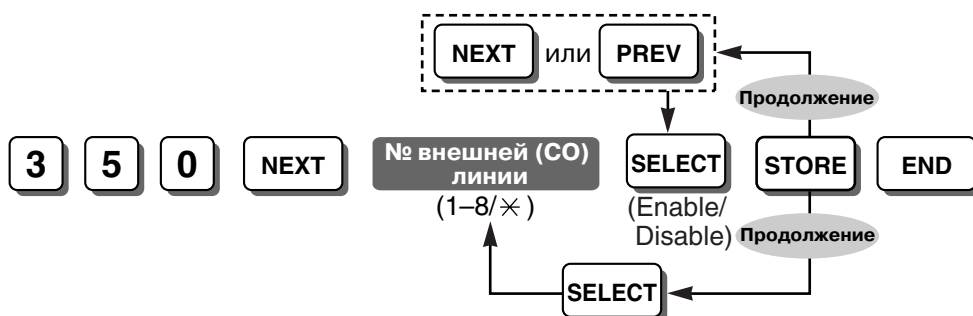 NEXT или PREV
Продолжение
3 5 0 NEXT № внешней (СО) линии SELECT STORE END
(1–8/✳)
(Enable/
Disable)
Продолжение
SELECT